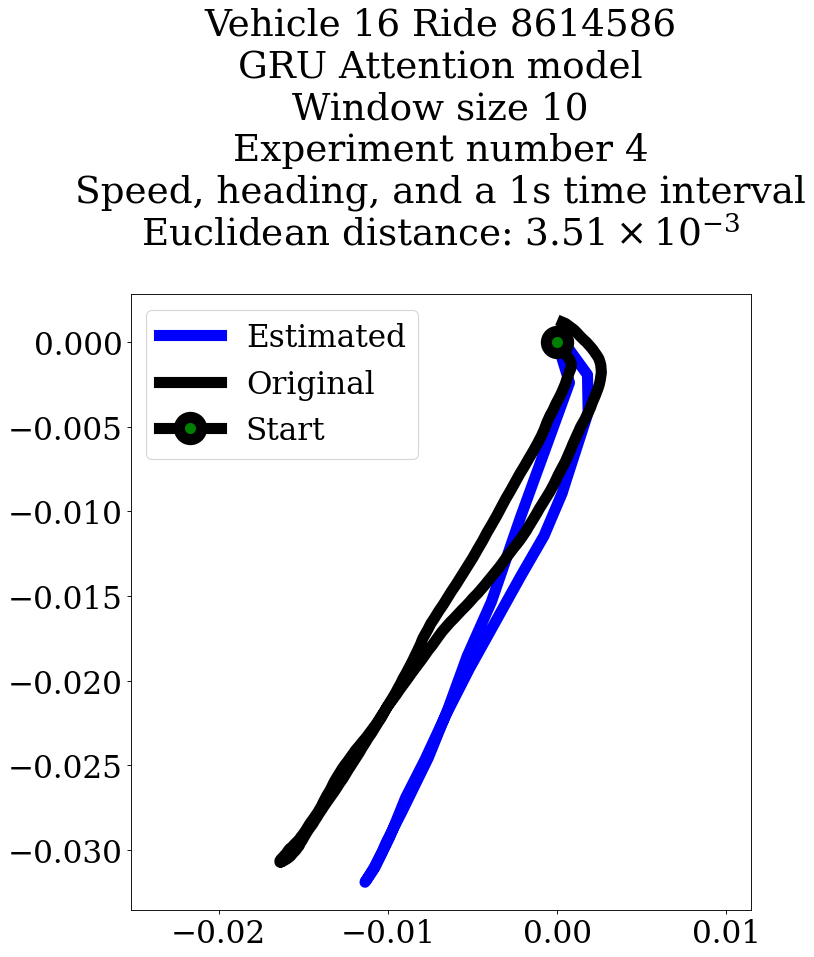 Vehicle 16 Ride 8614586
GRU Attention model
Window size 10
Experiment number 4
Speed, heading, and a 1s time interval
Euclidean distance: 3.51 × 10⁻³
Estimated
Original
Start
0.000
−0.005
−0.010
−0.015
−0.020
−0.025
−0.030
−0.02 −0.01 0.00 0.01